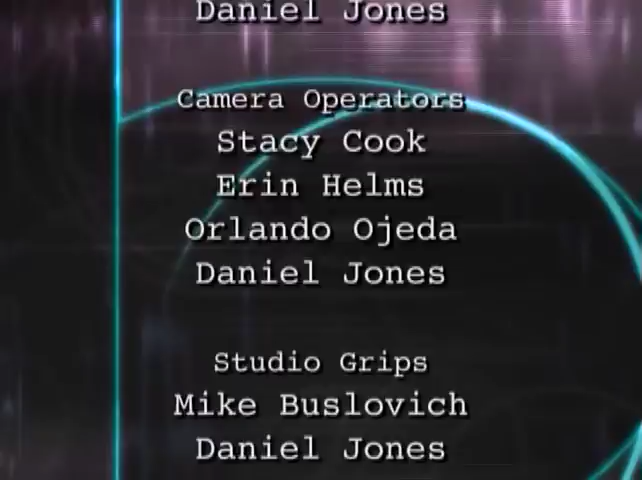 Daniel Jones
Camera Operators
Stacy Cook
Erin Helms
Orlando Ojeda
Daniel Jones
Studio Grips
Mike Buslovich
Daniel Jones